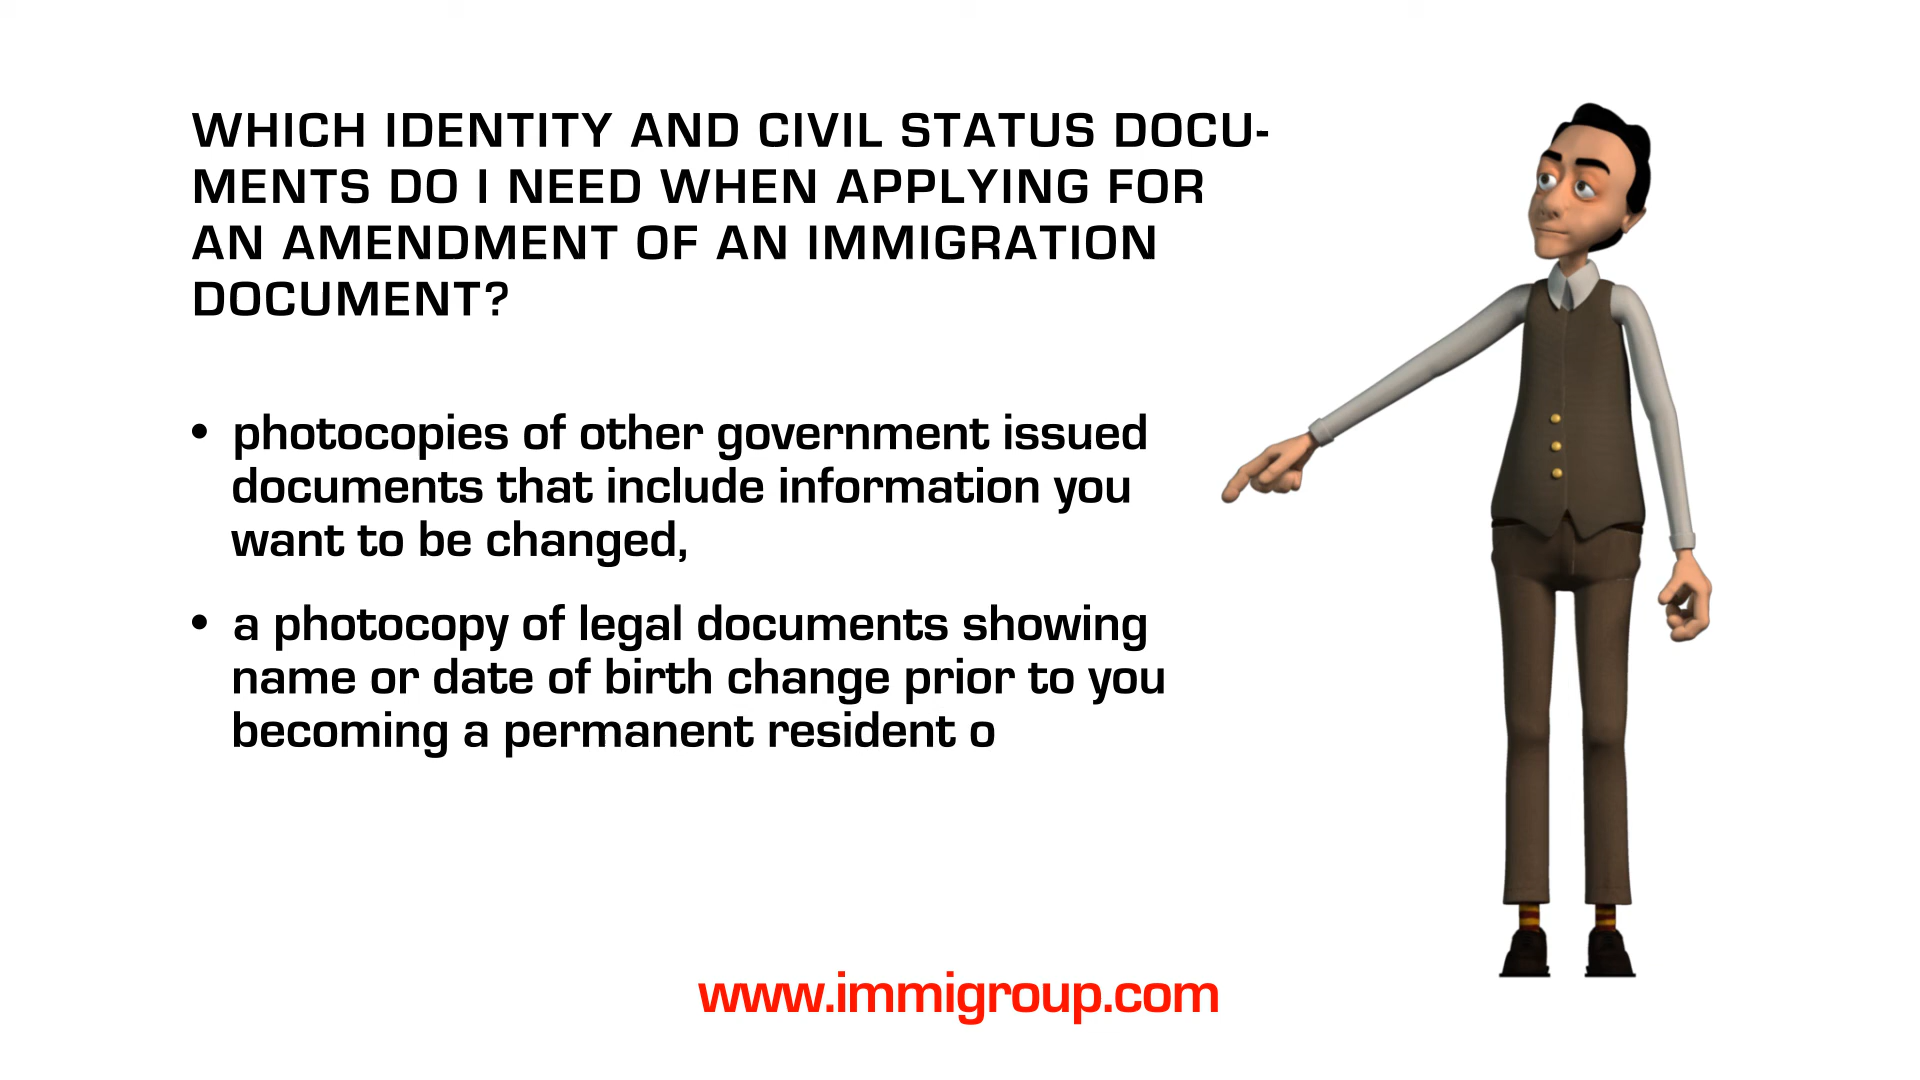 WHICH IDENTITY AND CIVIL STATUS DOCU-
MENTS DO I NEED WHEN APPLYING FOR
AN AMENDMENT OF AN IMMIGRATION
DOCUMENT?
• photocopies of other government issued
documents that include information you
want to be changed,
• a photocopy of legal documents showing
name or date of birth change prior to you
becoming a permanent resident o
www.immigroup.com